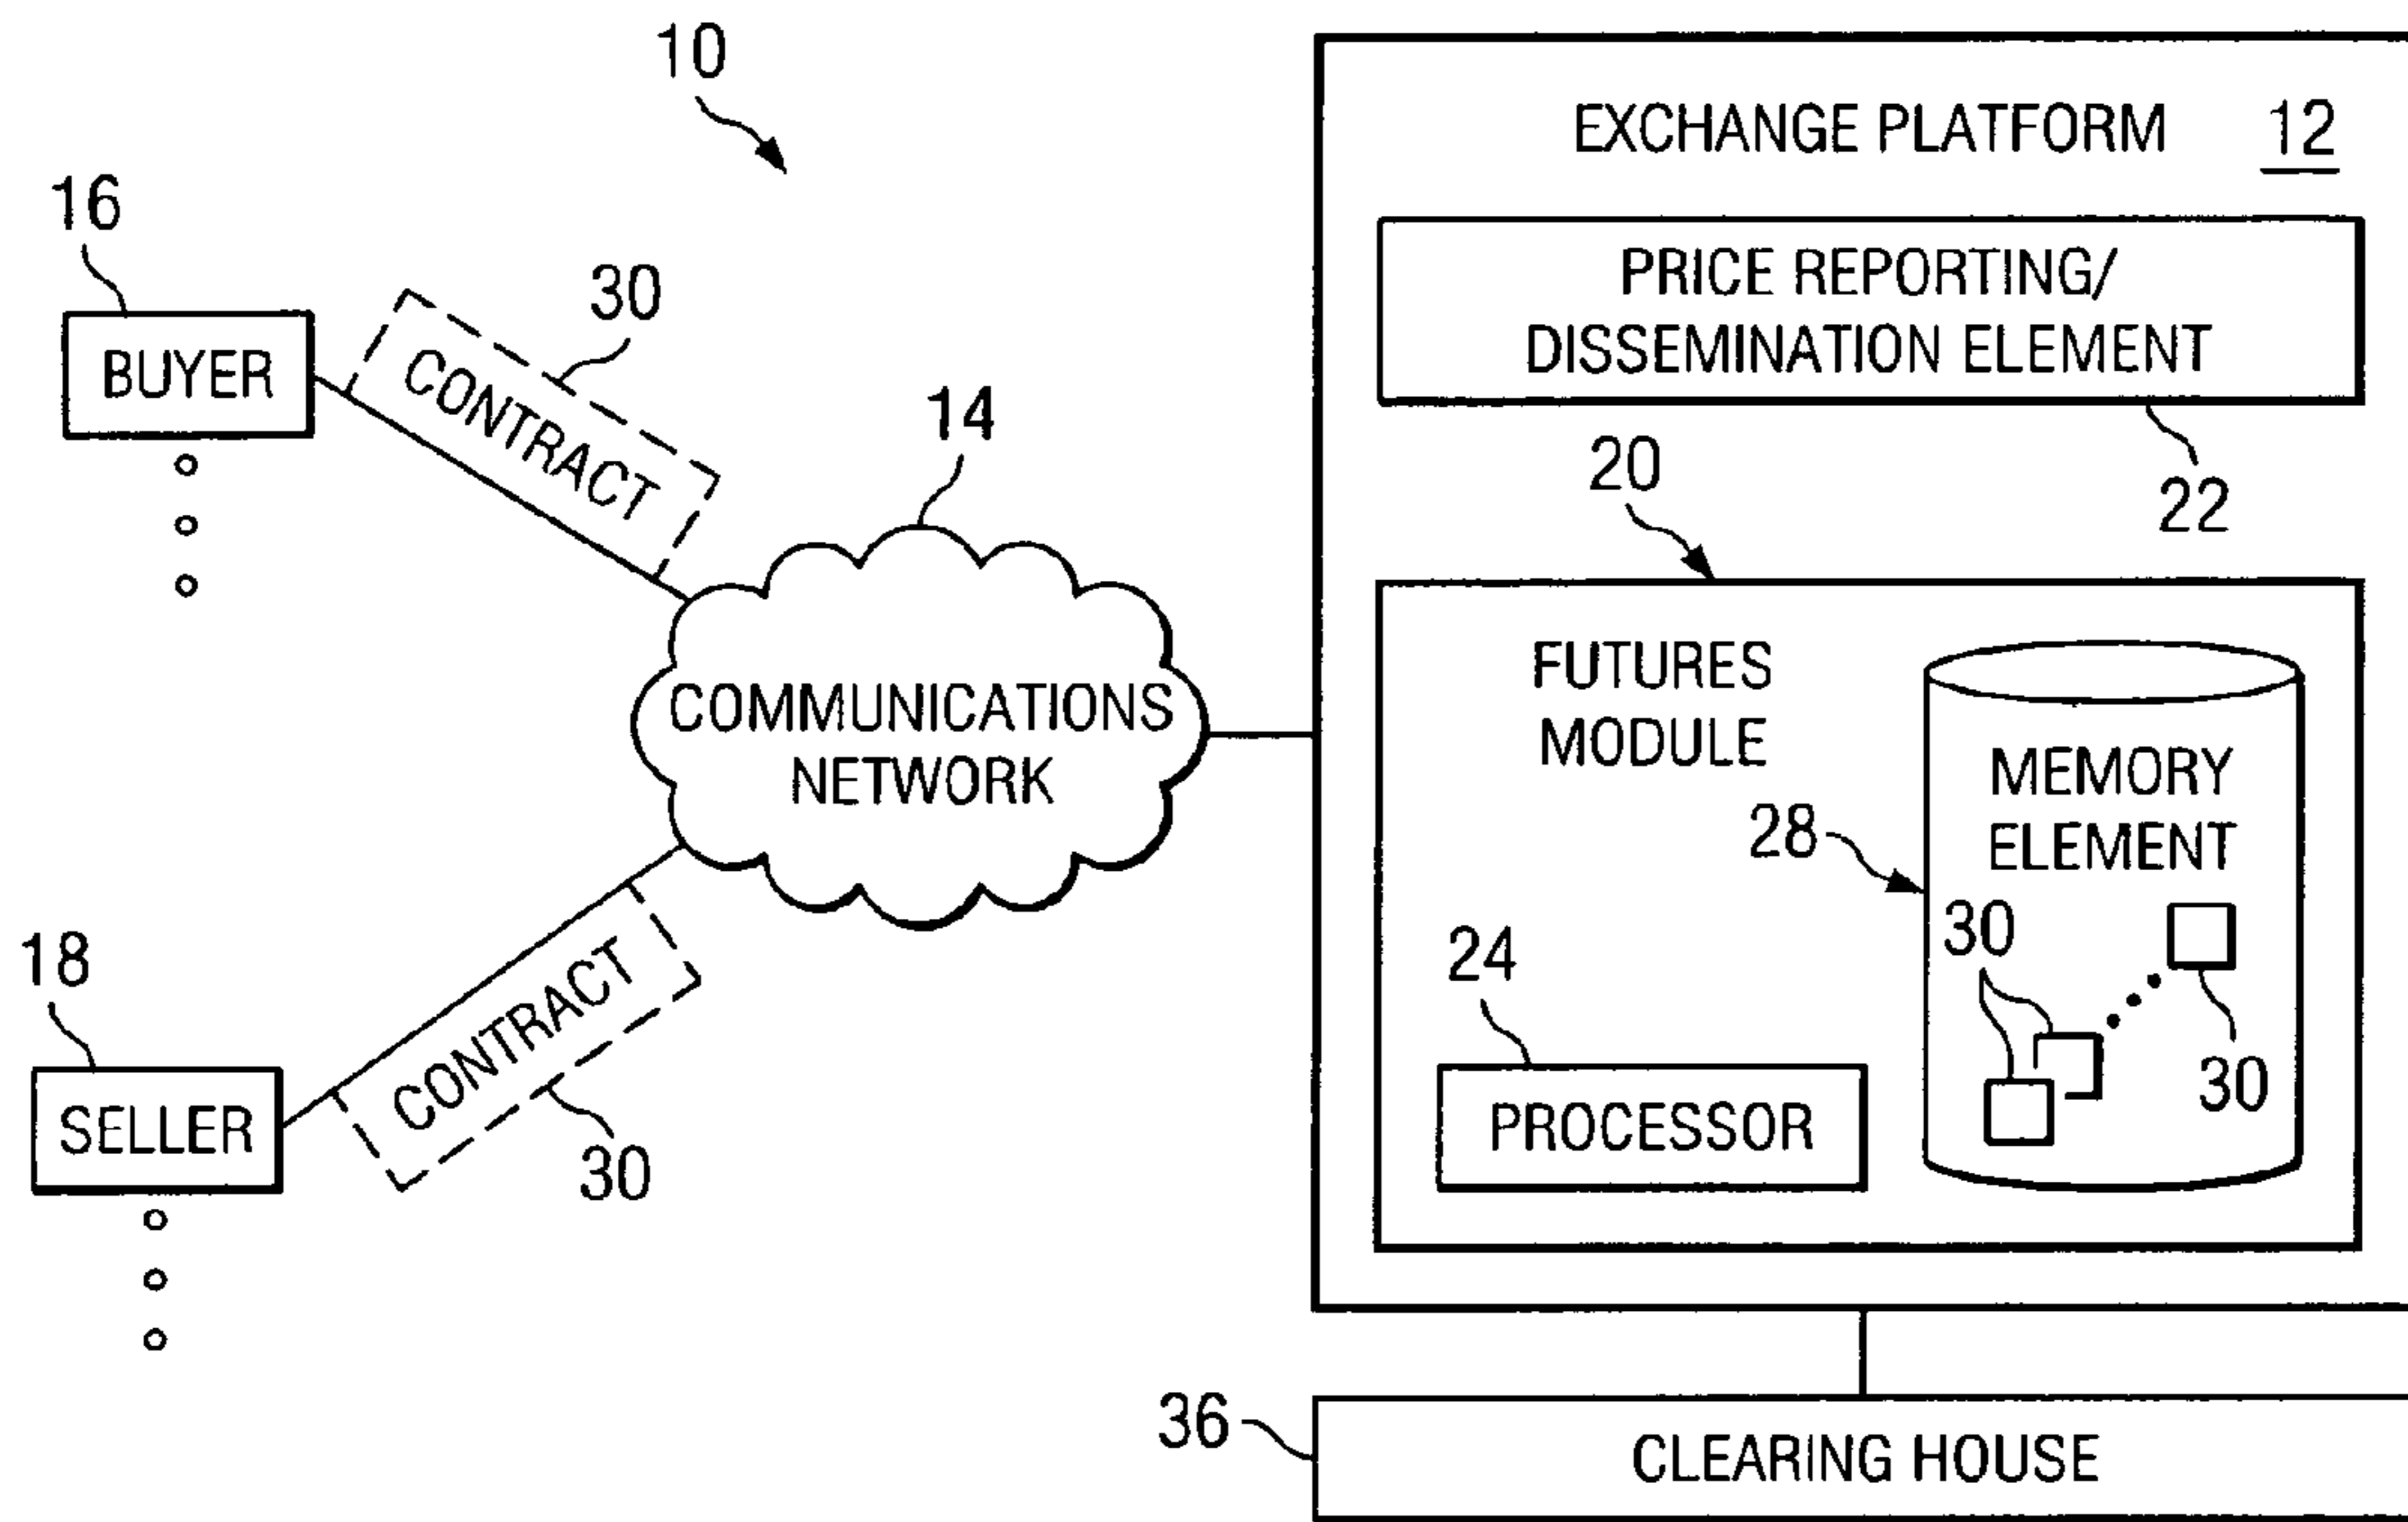 10
EXCHANGE PLATFORM 12
PRICE REPORTING/
DISSEMINATION ELEMENT
22
16
BUYER
30
CONTRACT
14
COMMUNICATIONS
NETWORK
20
FUTURES
MODULE
MEMORY
ELEMENT
28
30
30
24
PROCESSOR
18
SELLER
CONTRACT
30
36
CLEARING HOUSE